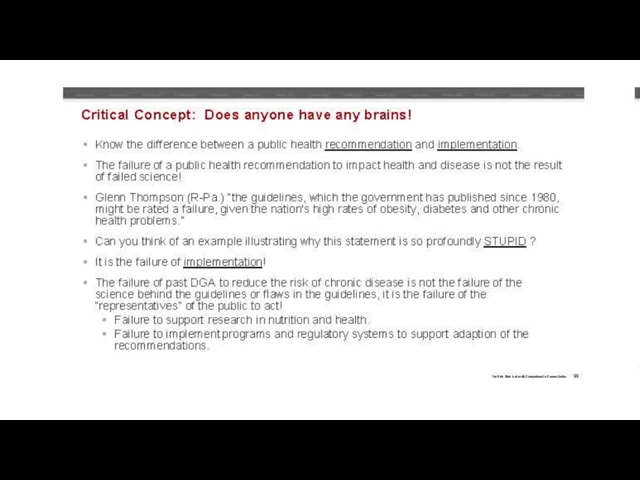 Critical Concept: Does anyone have any brains!
Know the difference between a public health recommendation and implementation.
The failure of a public health recommendation to impact health and disease is not the result
of failed science!
Glenn Thompson (R-Pa.) "the guidelines, which the government has published since 1980,
might be rated a failure, given the nation's high rates of obesity, diabetes and other chronic
health problems."
Can you think of an example illustrating why this statement is so profoundly STUPID ?
It is the failure of implementation!
The failure of past DGA to reduce the risk of chronic disease is not the failure of the
science behind the guidelines or flaws in the guidelines, it is the failure of the
"representatives" of the public to act!
Failure to support research in nutrition and health.
Failure to implement programs and regulatory systems to support adaption of the
recommendations.